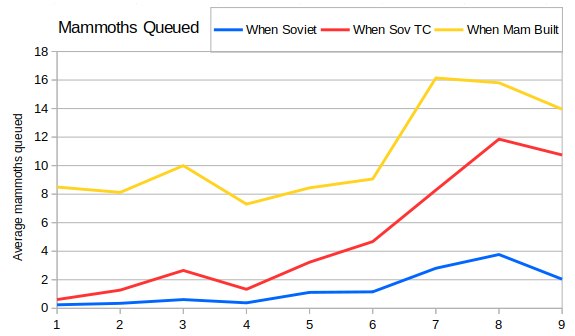 Mammoths Queued
When Soviet When Sov TC When Mam Built
Average mammoths queued
18
16
14
12
10
8
6
4
2
0
1 2 3 4 5 6 7 8 9